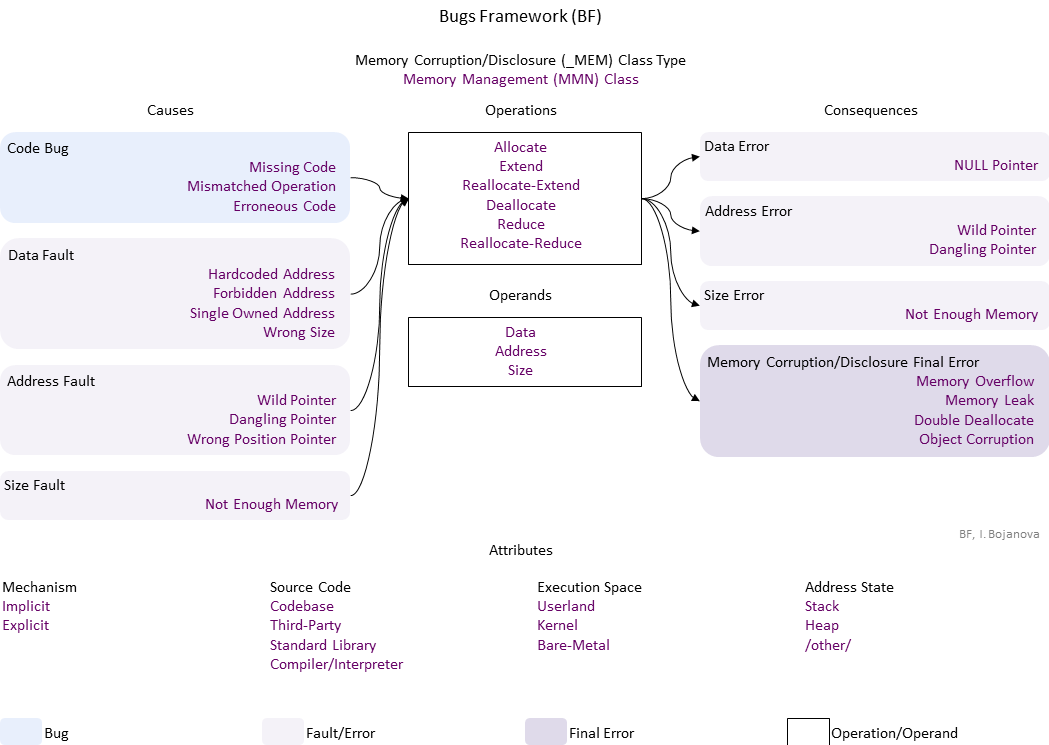 Bugs Framework (BF)
Memory Corruption/Disclosure (_MEM) Class Type
Memory Management (MMN) Class
Causes
Operations
Consequences
Code Bug
Missing Code
Mismatched Operation
Erroneous Code
Data Fault
Hardcoded Address
Forbidden Address
Single Owned Address
Wrong Size
Address Fault
Wild Pointer
Dangling Pointer
Wrong Position Pointer
Size Fault
Not Enough Memory
Allocate
Extend
Reallocate-Extend
Deallocate
Reduce
Reallocate-Reduce
Operands
Data
Address
Size
Data Error
NULL Pointer
Address Error
Wild Pointer
Dangling Pointer
Size Error
Not Enough Memory
Memory Corruption/Disclosure Final Error
Memory Overflow
Memory Leak
Double Deallocate
Object Corruption
BF, I. Bojanova
Attributes
Mechanism
Implicit
Explicit
Source Code
Codebase
Third-Party
Standard Library
Compiler/Interpreter
Execution Space
Userland
Kernel
Bare-Metal
Address State
Stack
Heap
/other/
Bug
Fault/Error
Final Error
Operation/Operand